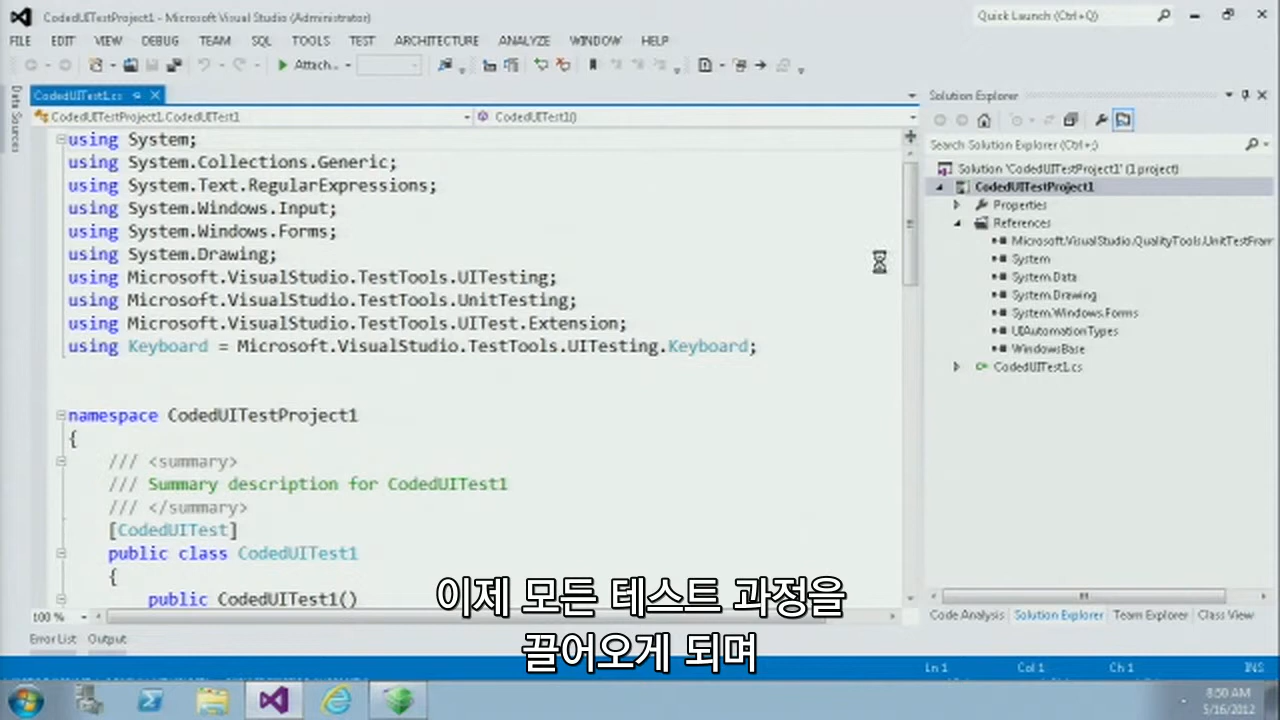 CodedUITestProject1 - Microsoft Visual Studio (Administrator)
Quick Launch (Ctrl+Q)
FILE EDIT VIEW DEBUG TEAM SQL TOOLS TEST ARCHITECTURE ANALYZE WINDOW HELP
Attach...
Data Sources
CodedUITest1.cs
CodedUITestProject1.CodedUITest1
CodedUITest1()
using System;
using System.Collections.Generic;
using System.Text.RegularExpressions;
using System.Windows.Input;
using System.Windows.Forms;
using System.Drawing;
using Microsoft.VisualStudio.TestTools.UITesting;
using Microsoft.VisualStudio.TestTools.UnitTesting;
using Microsoft.VisualStudio.TestTools.UITest.Extension;
using Keyboard = Microsoft.VisualStudio.TestTools.UITesting.Keyboard;
namespace CodedUITestProject1
{
/// <summary>
/// Summary description for CodedUITest1
/// </summary>
[CodedUITest]
public class CodedUITest1
{
public CodedUITest1()
100 %
Error List Output
Solution Explorer
Search Solution Explorer (Ctrl+;)
Solution 'CodedUITestProject1' (1 project)
CodedUITestProject1
Properties
References
Microsoft.VisualStudio.QualityTools.UnitTestFram
System
System.Data
System.Drawing
System.Windows.Forms
UIAutomationTypes
WindowsBase
CodedUITest1.cs
Code Analysis Solution Explorer Team Explorer Class View
이제 모든 테스트 과정을
끌어오게 되며
Ln 1 Col 1 Ch 1 INS
8:50 AM
5/16/2012